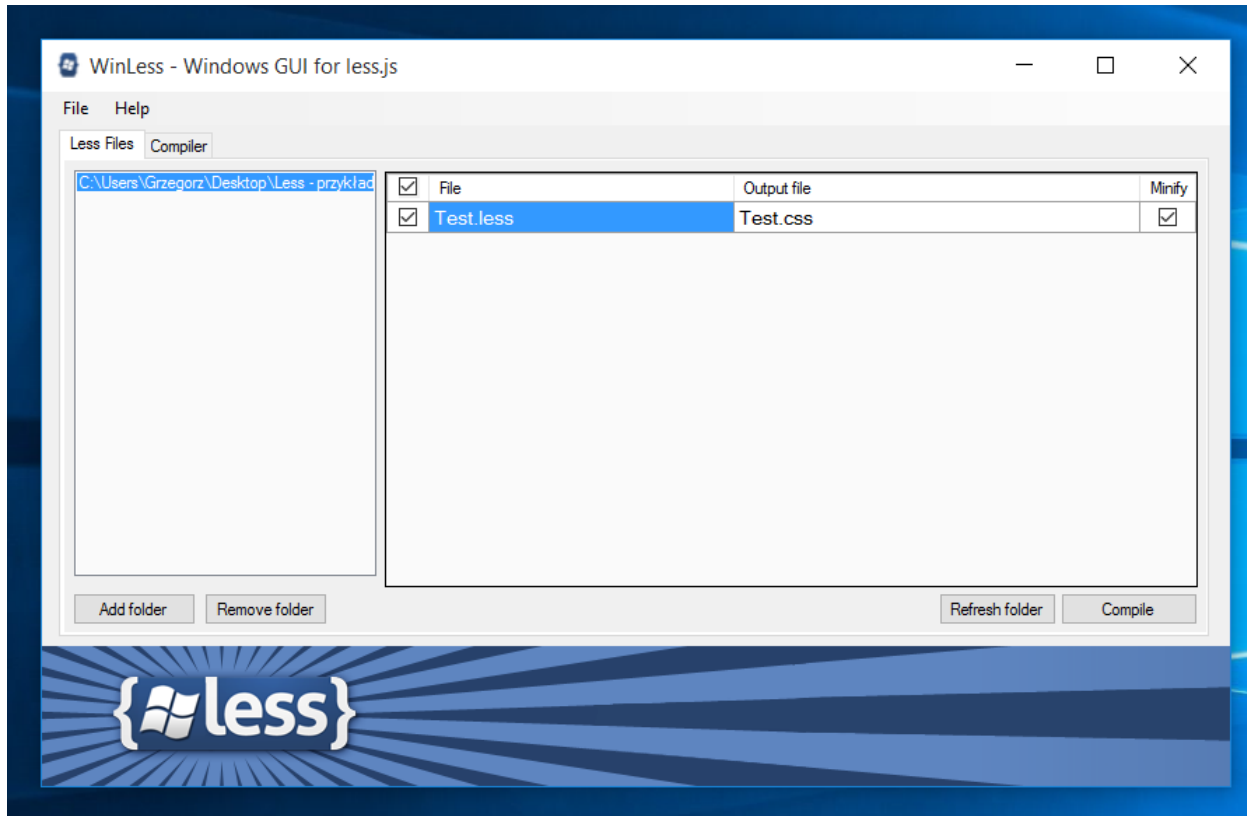 WinLess - Windows GUI for less.js
File Help
Less Files Compiler
C:\Users\Grzegorz\Desktop\Less - przykład
File Output file Minify
Test.less Test.css
Add folder Remove folder Refresh folder Compile
{less}